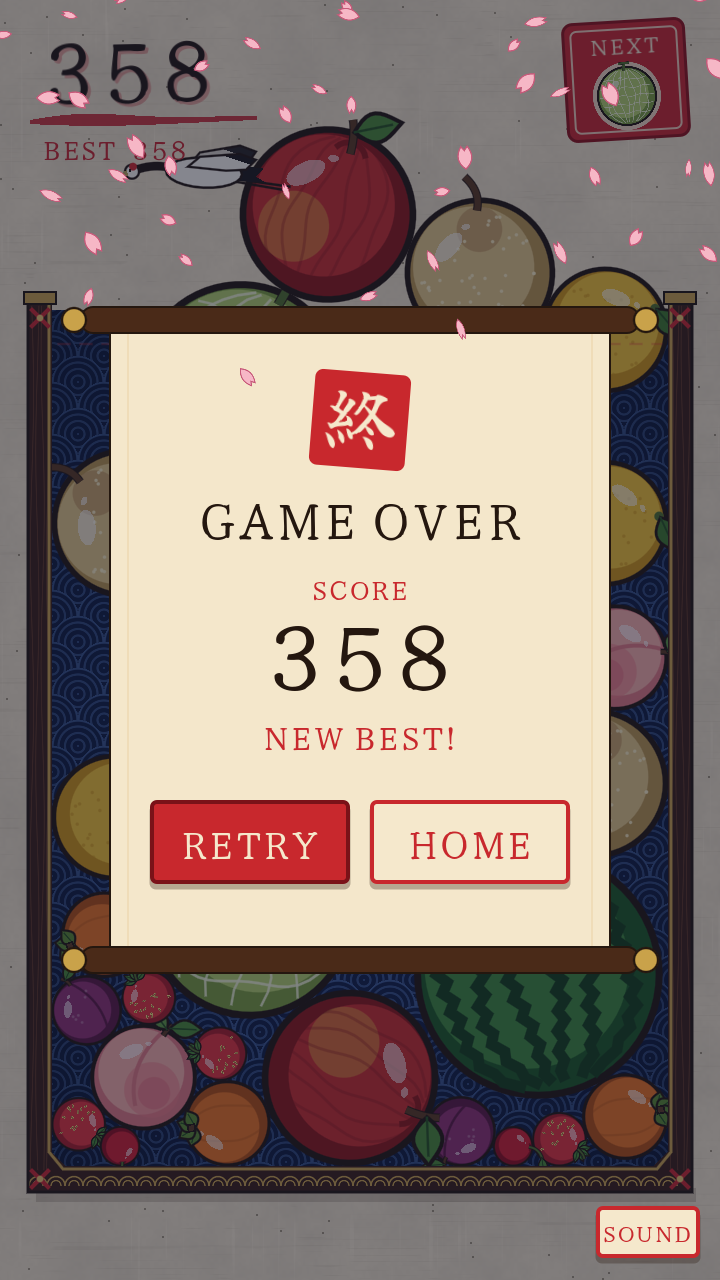 358
BEST 358
NEXT
終
GAME OVER
SCORE
358
NEW BEST!
RETRY
HOME
SOUND